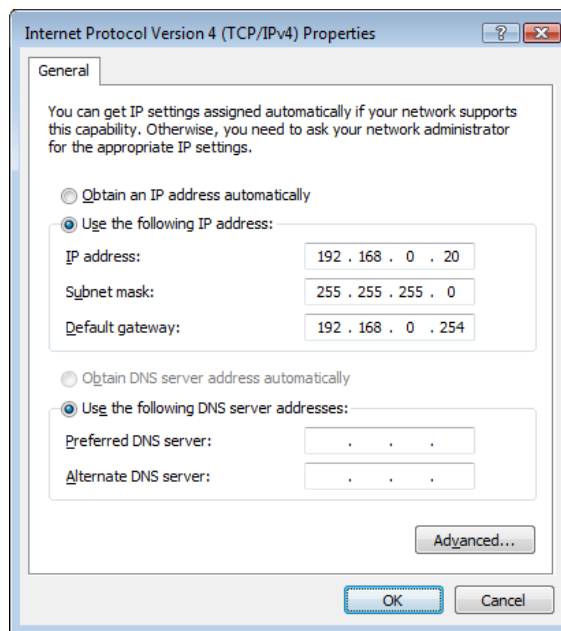 Internet Protocol Version 4 (TCP/IPv4) Properties
General
You can get IP settings assigned automatically if your network supports
this capability. Otherwise, you need to ask your network administrator
for the appropriate IP settings.
Obtain an IP address automatically
Use the following IP address:
IP address: 192 . 168 . 0 . 20
Subnet mask: 255 . 255 . 255 . 0
Default gateway: 192 . 168 . 0 . 254
Obtain DNS server address automatically
Use the following DNS server addresses:
Preferred DNS server: . . .
Alternate DNS server: . . .
Advanced...
OK Cancel